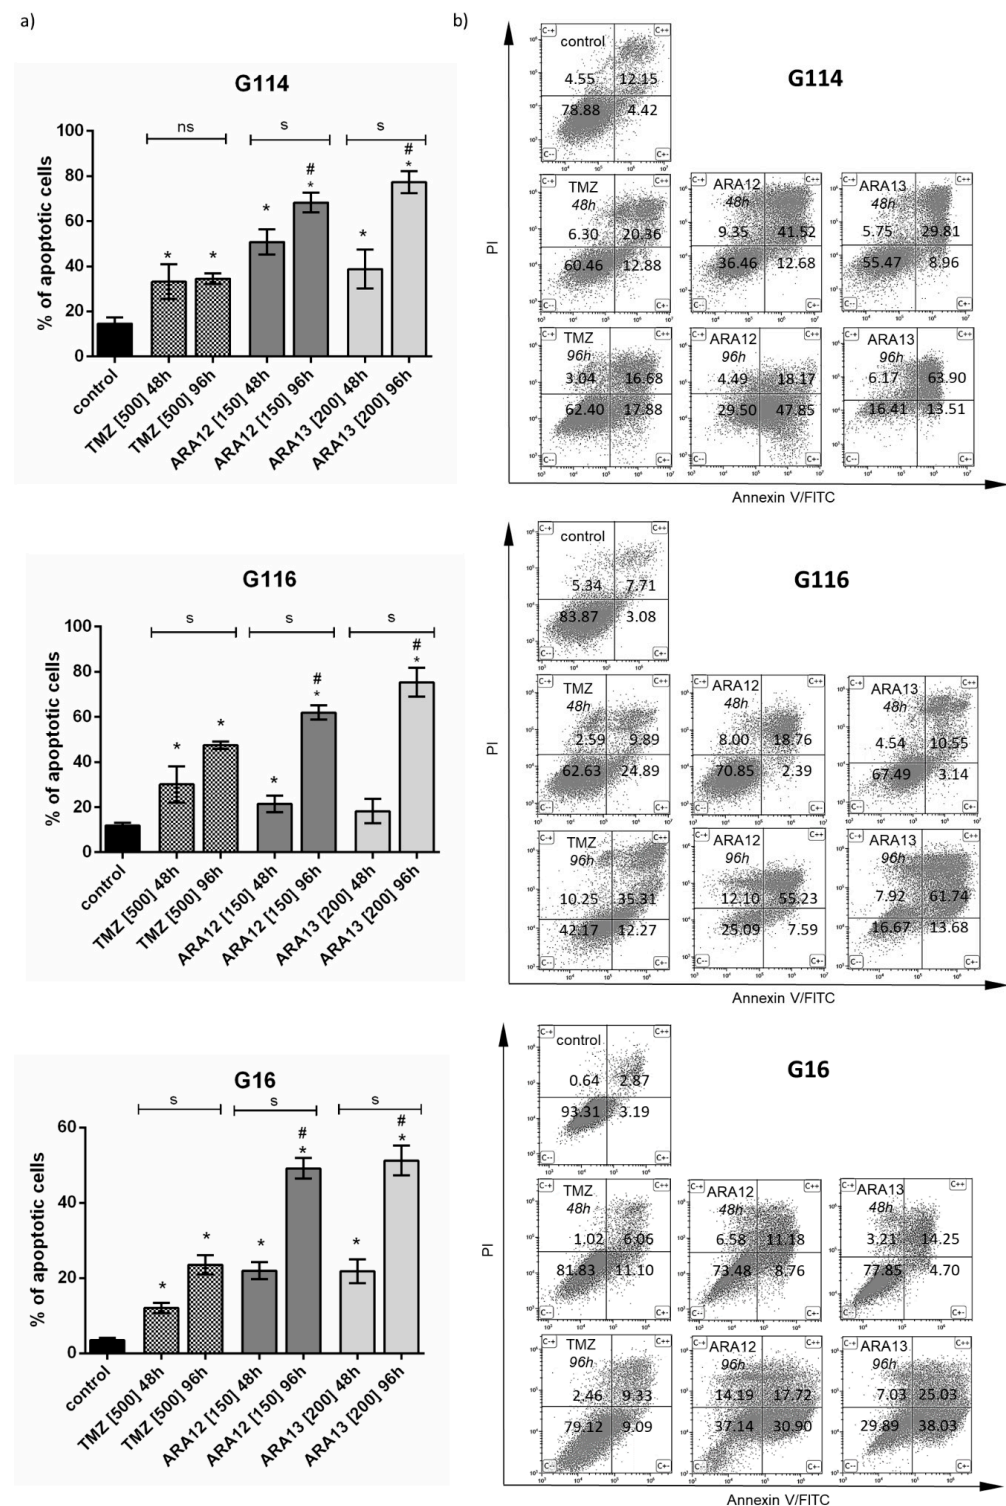 a)
G114
% of apoptotic cells
100
80
60
40
20
0
ns
s
s
*
*
*
#
*
*
#
*
control
TMZ [500] 48h
TMZ [500] 96h
ARA12 [150] 48h
ARA12 [150] 96h
ARA13 [200] 48h
ARA13 [200] 96h
G116
% of apoptotic cells
100
80
60
40
20
0
s
s
s
*
*
*
#
*
#
*
control
TMZ [500] 48h
TMZ [500] 96h
ARA12 [150] 48h
ARA12 [150] 96h
ARA13 [200] 48h
ARA13 [200] 96h
G16
% of apoptotic cells
60
40
20
0
s
s
s
*
*
*
#
*
*
#
*
control
TMZ [500] 48h
TMZ [500] 96h
ARA12 [150] 48h
ARA12 [150] 96h
ARA13 [200] 48h
ARA13 [200] 96h
b)
G114
PI
control
4.55 12.15
78.88 4.42
TMZ
48h
6.30 20.36
60.46 12.88
ARA12
48h
9.35 41.52
36.46 12.68
ARA13
48h
5.75 29.81
55.47 8.96
TMZ
96h
3.04 16.68
62.40 17.88
ARA12
96h
4.49 18.17
29.50 47.85
ARA13
96h
6.17 63.90
16.41 13.51
Annexin V/FITC
G116
PI
control
5.34 7.71
83.87 3.08
TMZ
48h
2.59 9.89
62.63 24.89
ARA12
48h
8.00 18.76
70.85 2.39
ARA13
48h
4.54 10.55
67.49 3.14
TMZ
96h
10.25 35.31
42.17 12.27
ARA12
96h
12.10 55.23
25.09 7.59
ARA13
96h
7.92 61.74
16.67 13.68
Annexin V/FITC
G16
PI
control
0.64 2.87
93.31 3.19
TMZ
48h
1.02 6.06
81.83 11.10
ARA12
48h
6.58 11.18
73.48 8.76
ARA13
48h
3.21 14.25
77.85 4.70
TMZ
96h
2.46 9.33
79.12 9.09
ARA12
96h
14.19 17.72
37.14 30.90
ARA13
96h
7.03 25.03
29.89 38.03
Annexin V/FITC